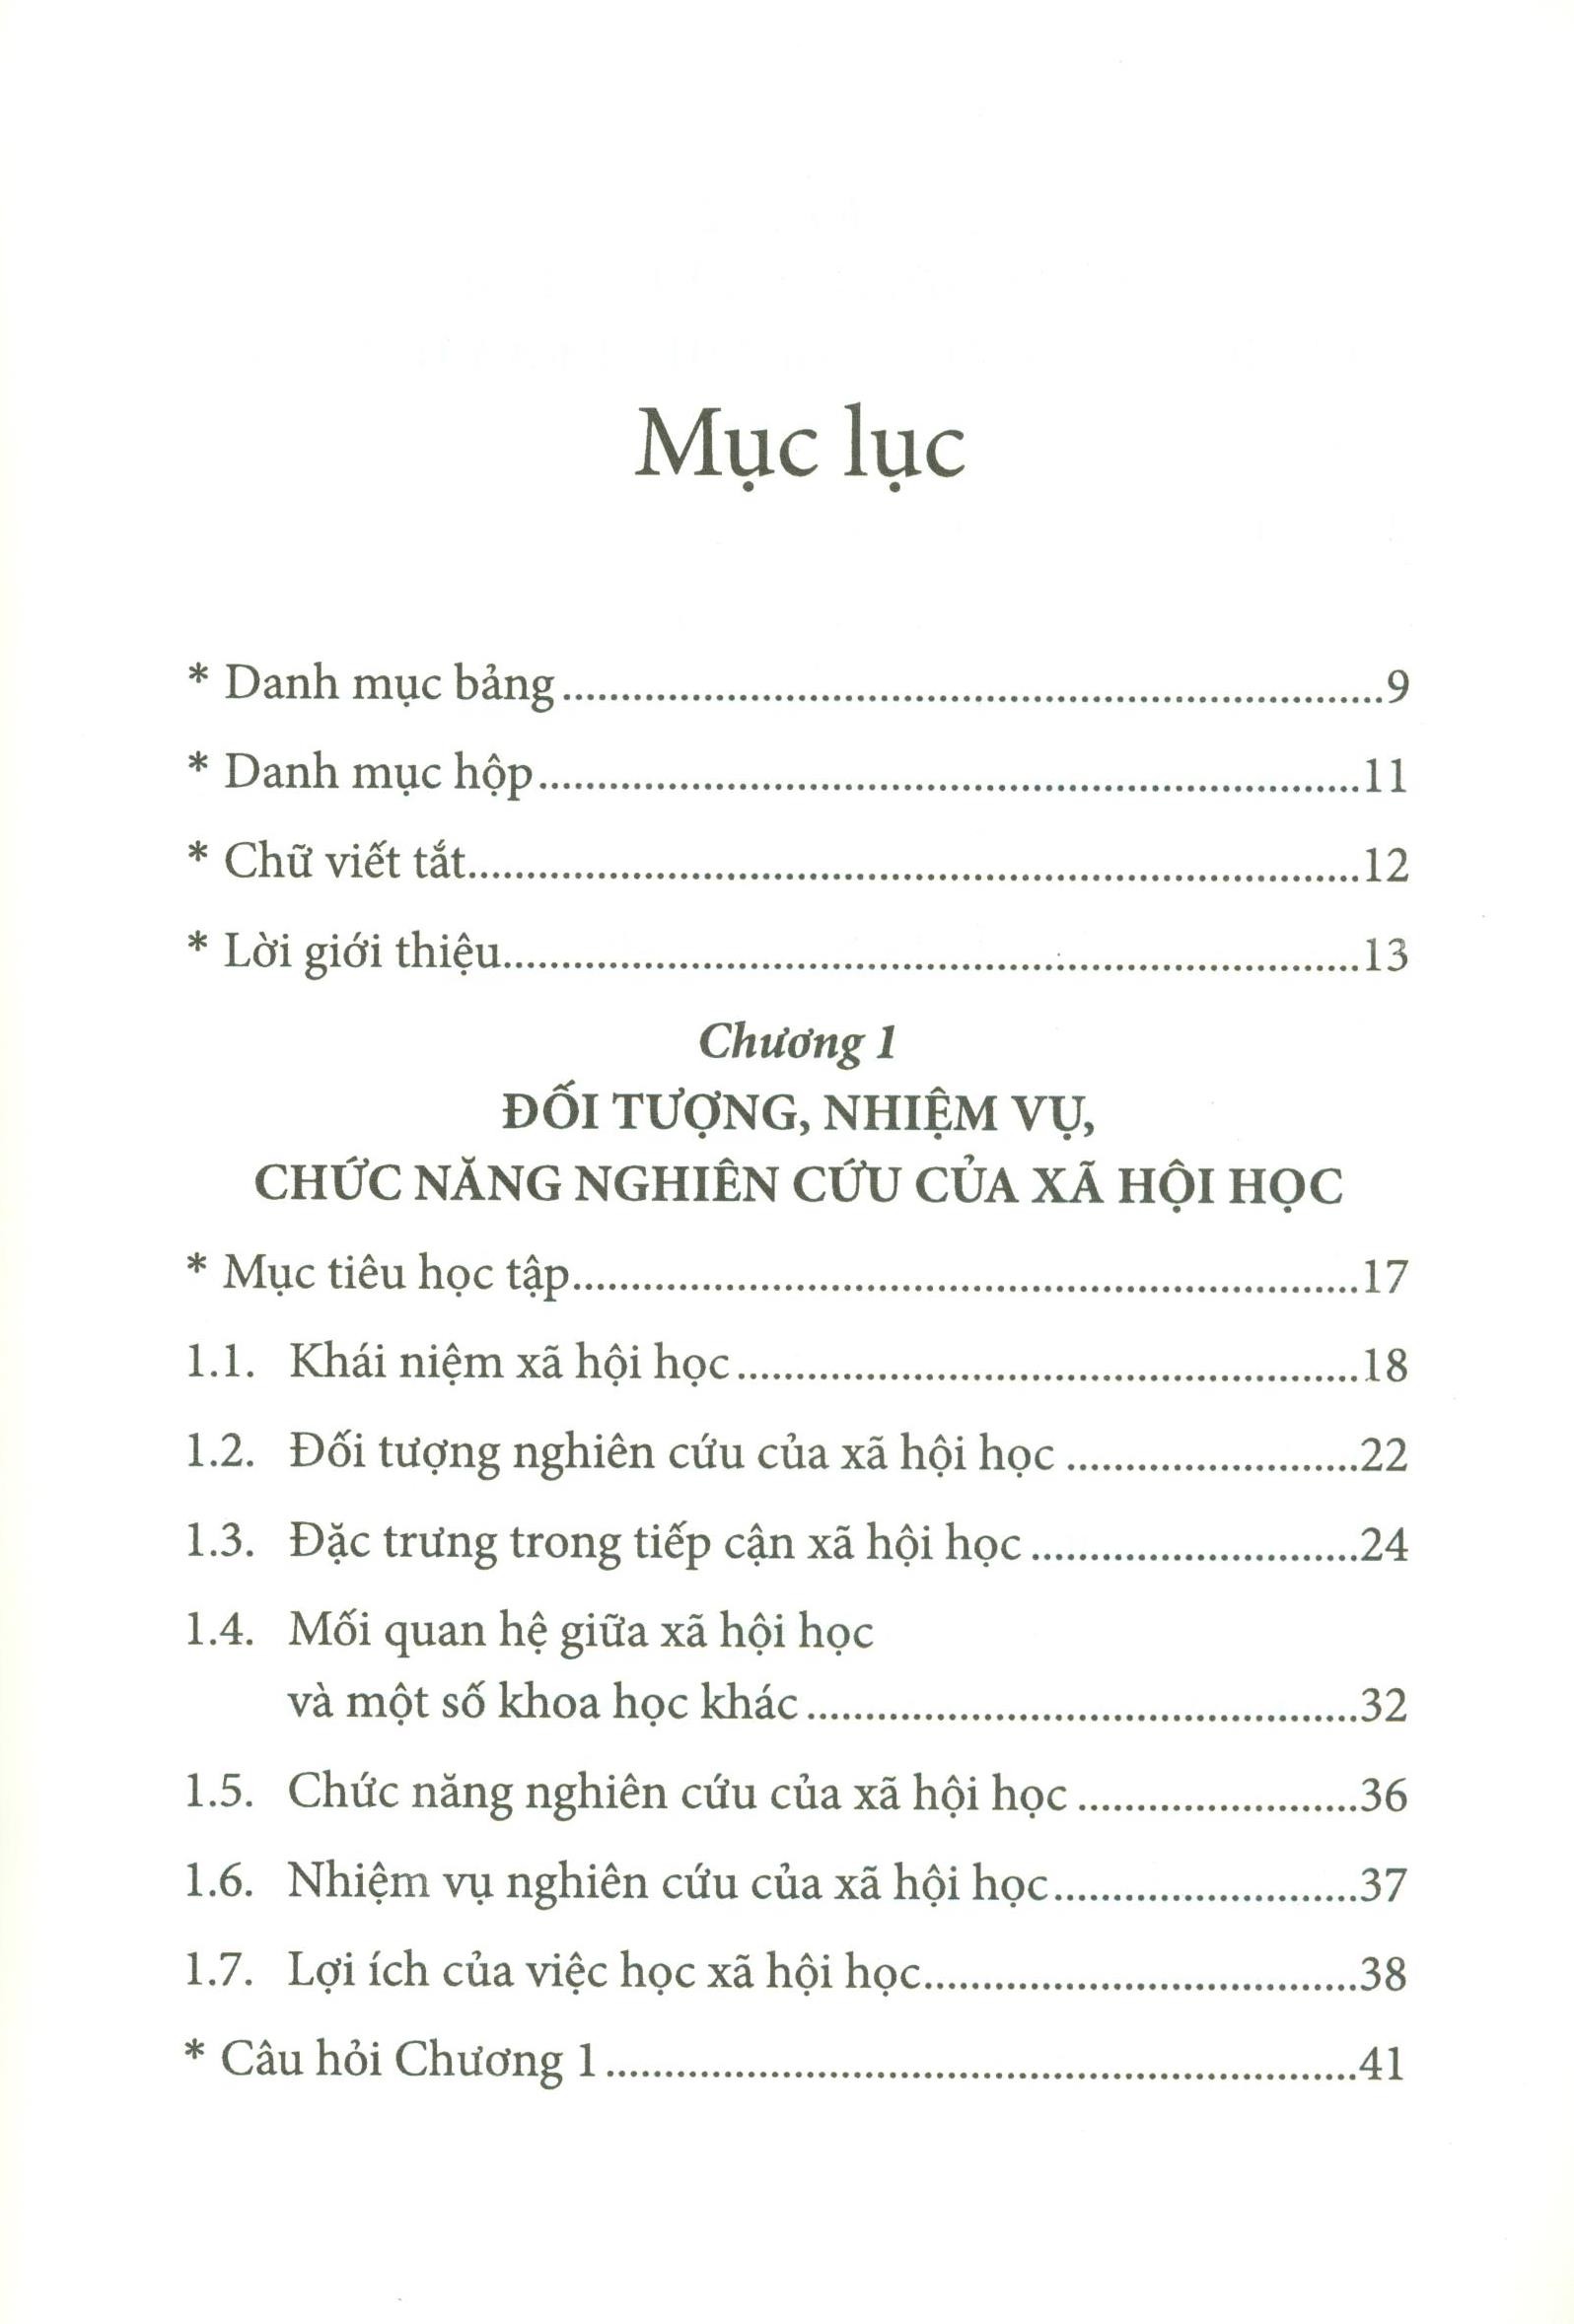 Mục lục
* Danh mục bảng.....................................................................9
* Danh mục hộp.....................................................................11
* Chữ viết tắt...........................................................................12
* Lời giới thiệu........................................................................13
Chương 1
ĐỐI TƯỢNG, NHIỆM VỤ,
CHỨC NĂNG NGHIÊN CỨU CỦA XÃ HỘI HỌC
* Mục tiêu học tập..................................................................17
1.1. Khái niệm xã hội học.....................................................18
1.2. Đối tượng nghiên cứu của xã hội học .........................22
1.3. Đặc trưng trong tiếp cận xã hội học ............................24
1.4. Mối quan hệ giữa xã hội học
và một số khoa học khác...............................................32
1.5. Chức năng nghiên cứu của xã hội học ........................36
1.6. Nhiệm vụ nghiên cứu của xã hội học..........................37
1.7. Lợi ích của việc học xã hội học.....................................38
* Câu hỏi Chương 1...............................................................41